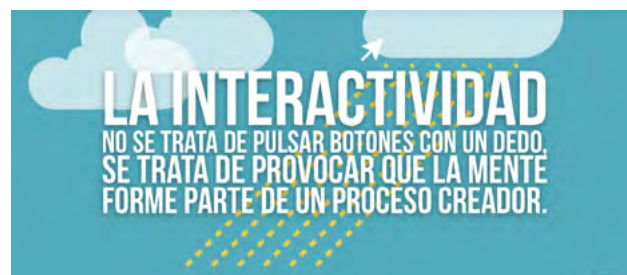 LA INTERACTIVIDAD
NO SE TRATA DE PULSAR BOTONES CON UN DEDO,
SE TRATA DE PROVOCAR QUE LA MENTE
FORME PARTE DE UN PROCESO CREADOR.